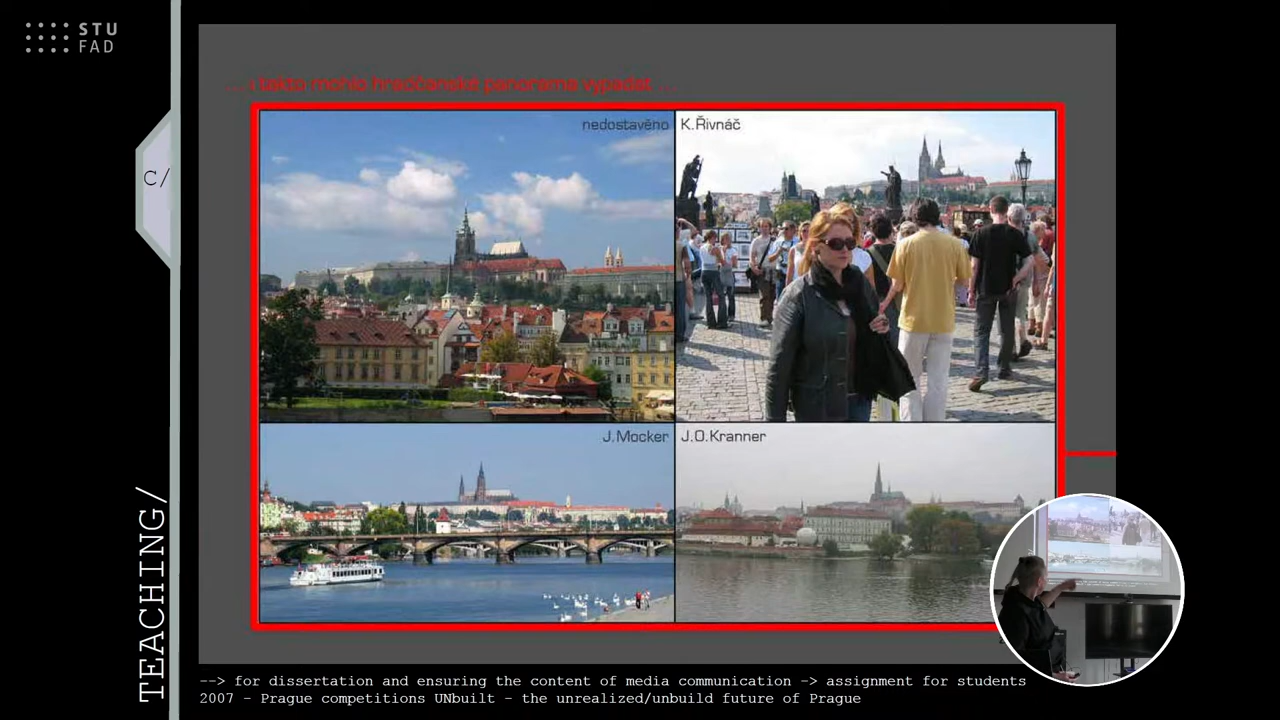 STU
FAD
... i takto mohlo hradčanské panorama vypadat ...
nedostavěno
K.Řivnáč
C/
J.Mocker
J.O.Kranner
TEACHING/
--> for dissertation and ensuring the content of media communication -> assignment for students
2007 - Prague competitions UNbuilt - the unrealized/unbuild future of Prague